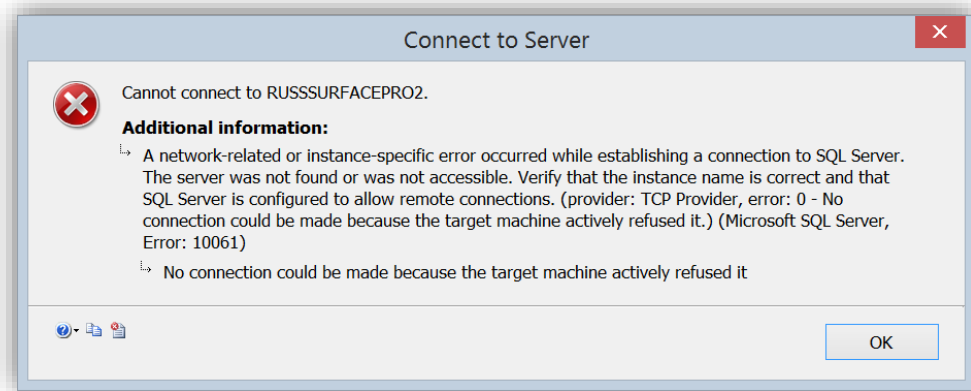 Connect to Server
Cannot connect to RUSSSURFACEPRO2.
Additional information:
A network-related or instance-specific error occurred while establishing a connection to SQL Server.
The server was not found or was not accessible. Verify that the instance name is correct and that
SQL Server is configured to allow remote connections. (provider: TCP Provider, error: 0 - No
connection could be made because the target machine actively refused it.) (Microsoft SQL Server,
Error: 10061)
No connection could be made because the target machine actively refused it
OK